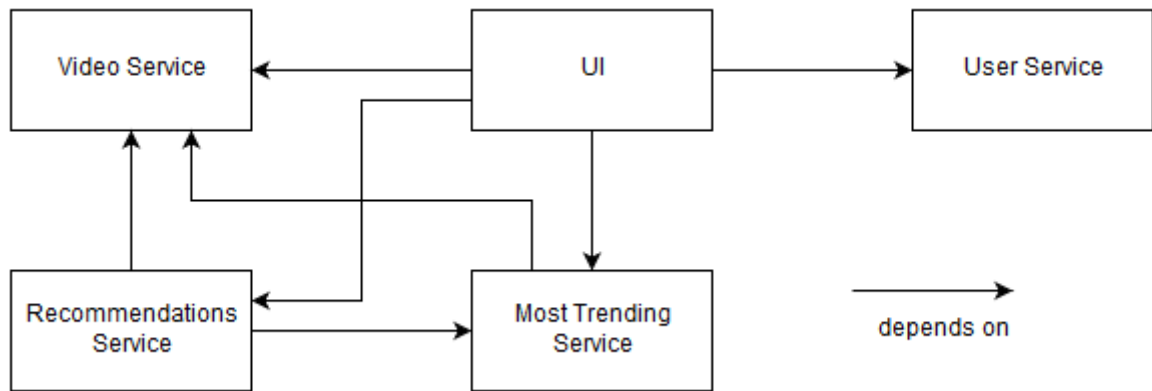 Video Service
UI
User Service
Recommendations
Service
Most Trending
Service
depends on